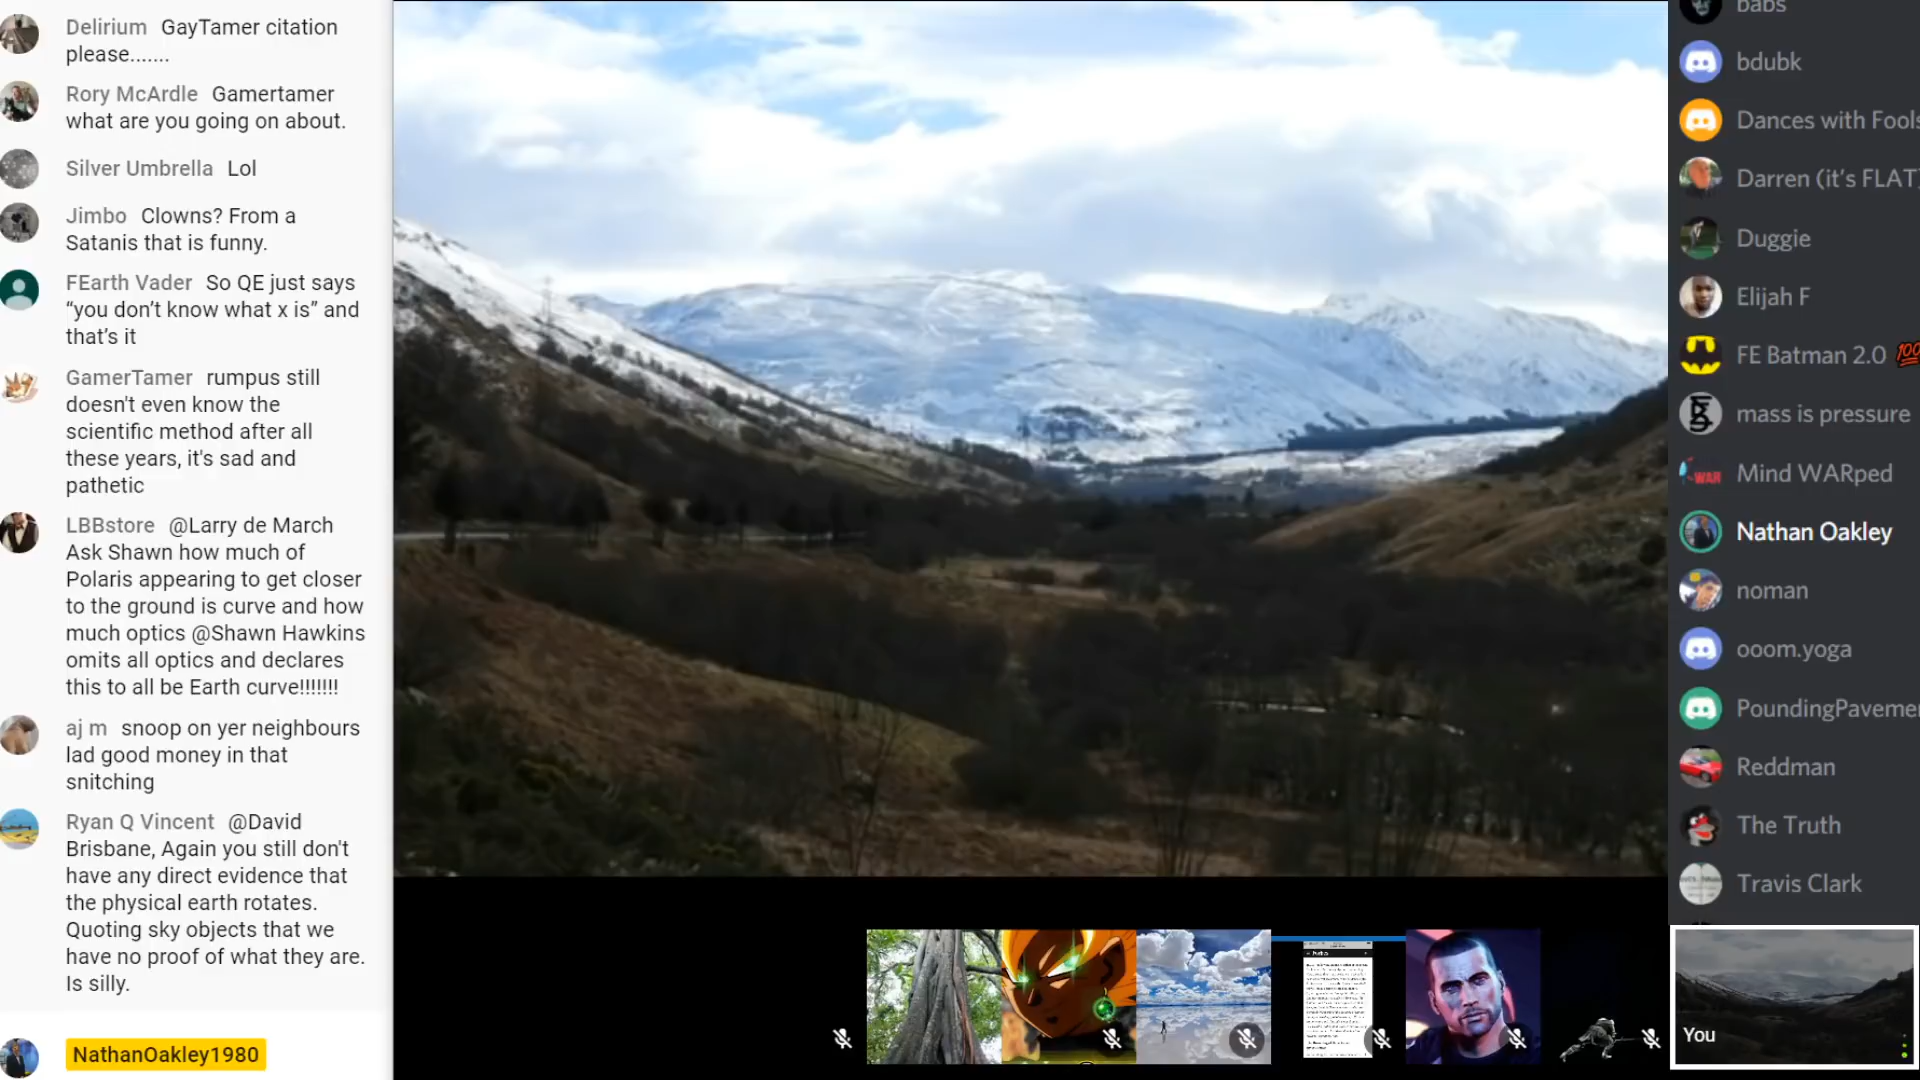 Delirium GayTamer citation
please.......
Rory McArdle Gamertamer
what are you going on about.
Silver Umbrella Lol
Jimbo Clowns? From a
Satanis that is funny.
FEarth Vader So QE just says
“you don’t know what x is” and
that’s it
GamerTamer rumpus still
doesn't even know the
scientific method after all
these years, it's sad and
pathetic
LBBstore @Larry de March
Ask Shawn how much of
Polaris appearing to get closer
to the ground is curve and how
much optics @Shawn Hawkins
omits all optics and declares
this to all be Earth curve!!!!!!!
aj m snoop on yer neighbours
lad good money in that
snitching
Ryan Q Vincent @David
Brisbane, Again you still don't
have any direct evidence that
the physical earth rotates.
Quoting sky objects that we
have no proof of what they are.
Is silly.
NathanOakley1980
babs
bdubk
Dances with Fools
Darren (it’s FLAT)
Duggie
Elijah F
FE Batman 2.0 💯
mass is pressure
WAR
Mind WARped
Nathan Oakley
noman
ooom.yoga
PoundingPavemen
Reddman
The Truth
Travis Clark
You